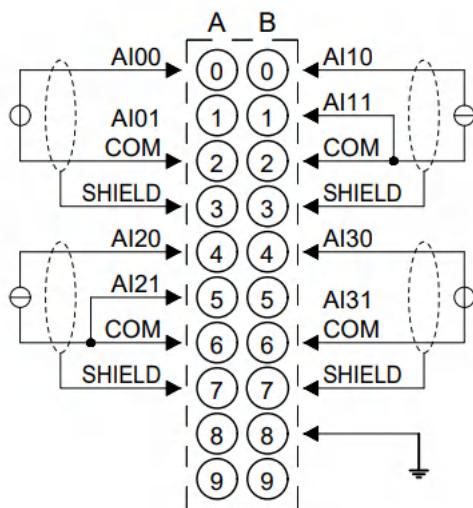 A B
AI00 0 0 AI10
AI01 1 1 AI11
COM 2 2 COM
SHIELD 3 3 SHIELD
AI20 4 4 AI30
AI21 5 5 AI31
COM 6 6 COM
SHIELD 7 7 SHIELD
8 8
9 9